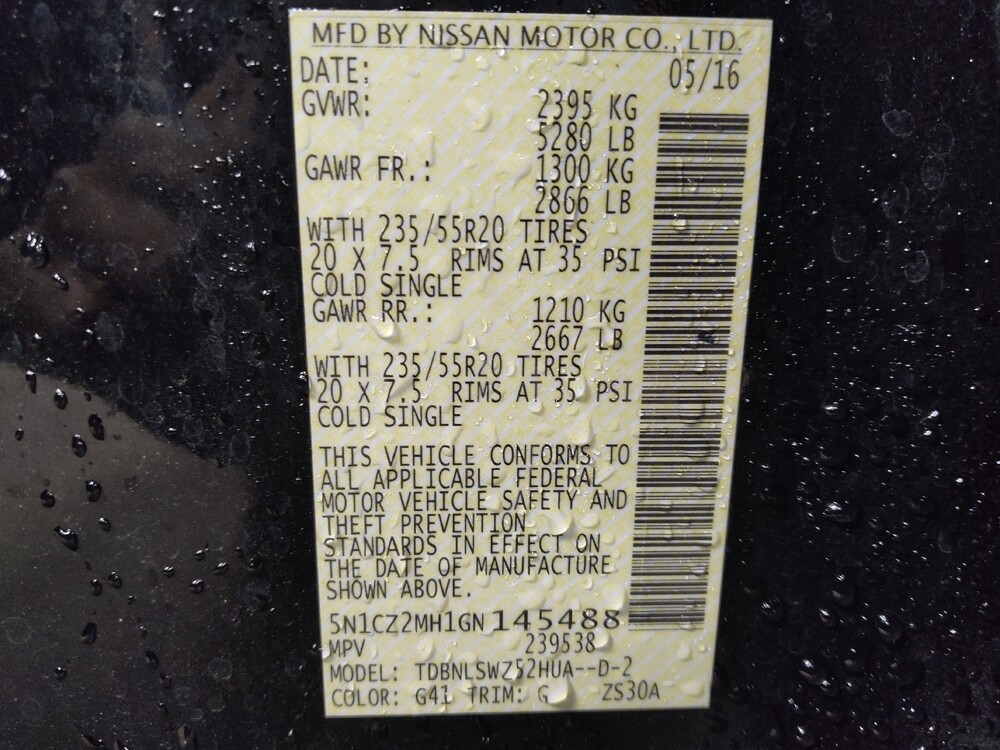 MFD BY NISSAN MOTOR CO., LTD.
DATE: 05/16
GVWR: 2395 KG
5280 LB
GAWR FR.: 1300 KG
2866 LB
WITH 235/55R20 TIRES
20 X 7.5 RIMS AT 35 PSI
COLD SINGLE
GAWR RR.: 1210 KG
2667 LB
WITH 235/55R20 TIRES
20 X 7.5 RIMS AT 35 PSI
COLD SINGLE
THIS VEHICLE CONFORMS TO
ALL APPLICABLE FEDERAL
MOTOR VEHICLE SAFETY AND
THEFT PREVENTION
STANDARDS IN EFFECT ON
THE DATE OF MANUFACTURE
SHOWN ABOVE.
5N1CZ2MH1GN145488
MPV 239538
MODEL: TDBNLSWZ52HUA--D-2
COLOR: G41 TRIM: G ZS30A